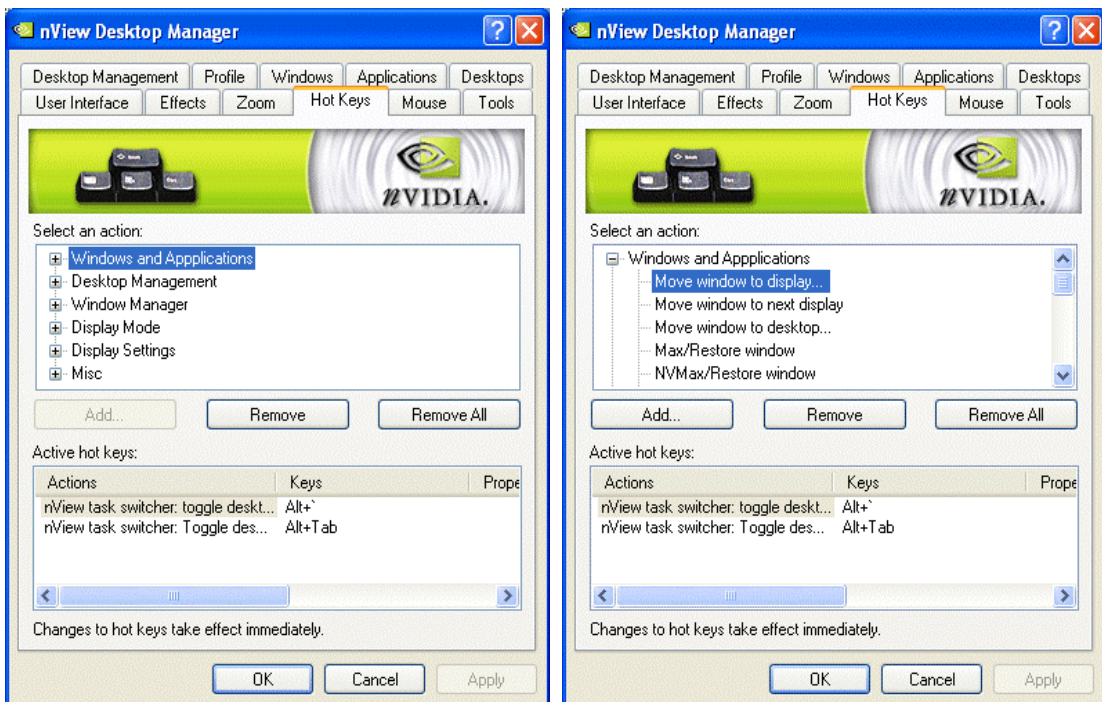 nView Desktop Manager
Desktop Management Profile Windows Applications Desktops
User Interface Effects Zoom Hot Keys Mouse Tools
nVIDIA.
Select an action:
Windows and Appplications
Desktop Management
Window Manager
Display Mode
Display Settings
Misc
Add... Remove Remove All
Active hot keys:
Actions Keys Prope
nView task switcher: toggle deskt... Alt+`
nView task switcher: Toggle des... Alt+Tab
Changes to hot keys take effect immediately.
OK Cancel Apply
nView Desktop Manager
Desktop Management Profile Windows Applications Desktops
User Interface Effects Zoom Hot Keys Mouse Tools
nVIDIA.
Select an action:
Windows and Appplications
Move window to display...
Move window to next display
Move window to desktop...
Max/Restore window
NVMax/Restore window
Add... Remove Remove All
Active hot keys:
Actions Keys Prope
nView task switcher: toggle deskt... Alt+`
nView task switcher: Toggle des... Alt+Tab
Changes to hot keys take effect immediately.
OK Cancel Apply